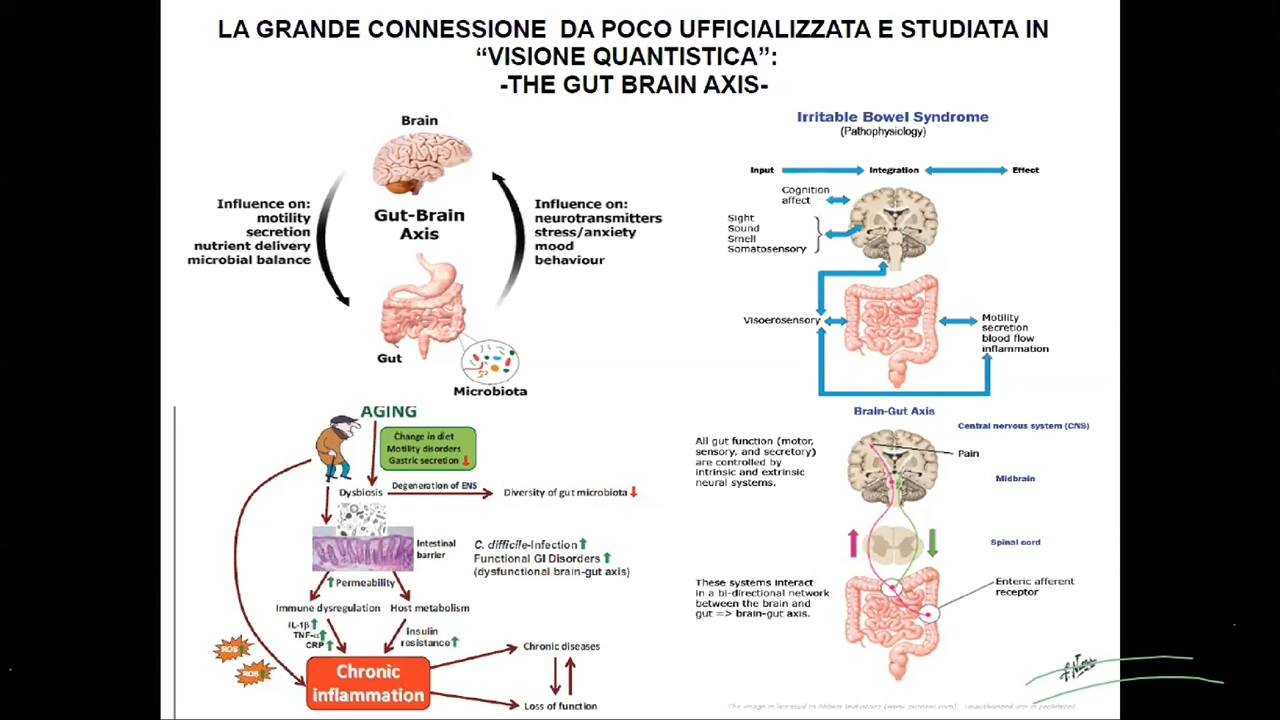 LA GRANDE CONNESSIONE DA POCO UFFICIALIZZATA E STUDIATA IN
“VISIONE QUANTISTICA”:
-THE GUT BRAIN AXIS-
Brain
Influence on:
motility
secretion
nutrient delivery
microbial balance
Gut-Brain
Axis
Influence on:
neurotransmitters
stress/anxiety
mood
behaviour
Gut
Microbiota
Irritable Bowel Syndrome
(Pathophysiology)
Input
Integration
Effect
Cognition
affect
Sight
Sound
Smell
Somatosensory
Viscerosensory
Motility
secretion
blood flow
inflammation
AGING
Change in diet
Motility disorders
Gastric secretion
Dysbiosis
Degeneration of ENS
Diversity of gut microbiota
Intestinal
barrier
C. difficile-Infection
Functional GI Disorders
(dysfunctional brain-gut axis)
Permeability
Immune dysregulation
Host metabolism
IL-1β
TNF-α
CRP
Insulin
resistance
ROS
ROS
Chronic
inflammation
Chronic diseases
Loss of function
Brain-Gut Axis
Central nervous system (CNS)
All gut function (motor,
sensory, and secretory)
are controlled by
intrinsic and extrinsic
neural systems.
Pain
Midbrain
Spinal cord
These systems interact
in a bi-directional network
between the brain and
gut => brain-gut axis.
Enteric afferent
receptor